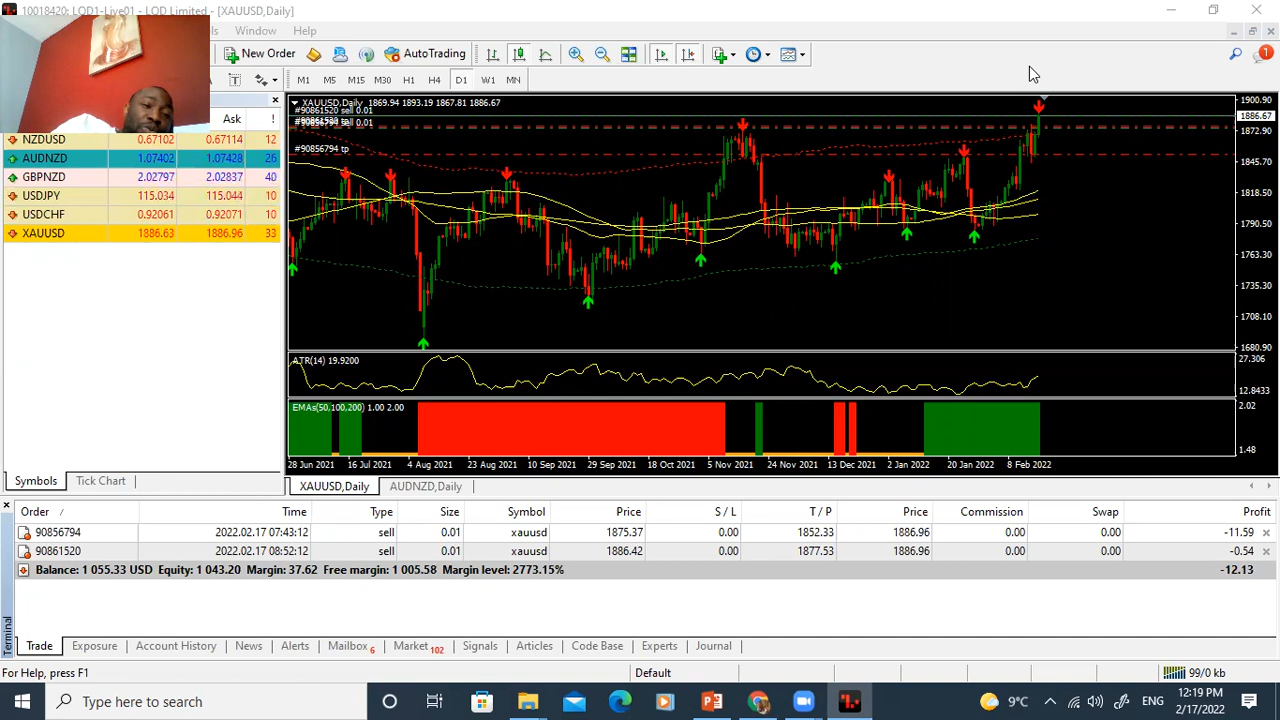 10018420: LOD1-Live01 - LOD Limited - [XAUUSD,Daily]
Window Help
New Order AutoTrading 1
T M1 M5 M15 M30 H1 H4 D1 W1 MN
Ask !
NZDUSD 0.67102 0.67114 12
AUDNZD 1.07402 1.07428 26
GBPNZD 2.02797 2.02837 40
USDJPY 115.034 115.044 10
USDCHF 0.92061 0.92071 10
XAUUSD 1886.63 1886.96 33
Symbols Tick Chart
XAUUSD,Daily 1869.94 1893.19 1867.81 1886.67
#90861520 sell 0.01
sell 0.01
#90856794 tp
1900.90
1886.67
1872.90
1845.70
1818.50
1790.90
1763.30
1735.30
1708.10
1680.90
ATR(14) 19.9200
27.306
12.8433
EMAs(50,100,200) 1.00 2.00
2.02
1.48
28 Jun 2021 16 Jul 2021 4 Aug 2021 23 Aug 2021 10 Sep 2021 29 Sep 2021 18 Oct 2021 5 Nov 2021 24 Nov 2021 13 Dec 2021 2 Jan 2022 20 Jan 2022 8 Feb 2022
XAUUSD,Daily AUDNZD,Daily
Order / Time Type Size Symbol Price S / L T / P Price Commission Swap Profit
90856794 2022.02.17 07:43:12 sell 0.01 xauusd 1875.37 0.00 1852.33 1886.96 0.00 0.00 -11.59
90861520 2022.02.17 08:52:12 sell 0.01 xauusd 1886.42 0.00 1877.53 1886.96 0.00 0.00 -0.54
Balance: 1 055.33 USD Equity: 1 043.20 Margin: 37.62 Free margin: 1 005.58 Margin level: 2773.15% -12.13
Terminal
Trade Exposure Account History News Alerts Mailbox 6 Market 102 Signals Articles Code Base Experts Journal
For Help, press F1 Default 99/0 kb
Type here to search 9°C ENG 12:19 PM
2/17/2022